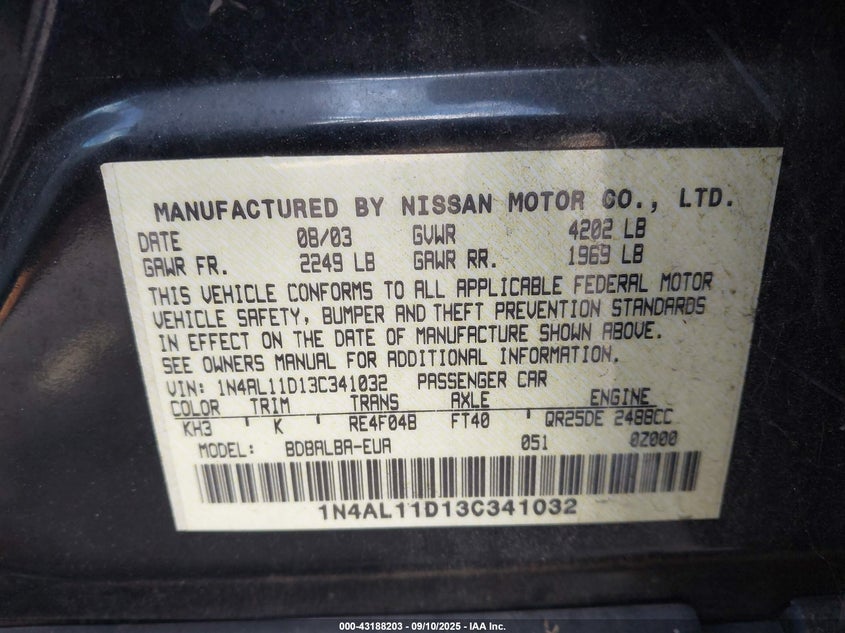 MANUFACTURED BY NISSAN MOTOR CO., LTD.
DATE 08/03 GVWR 4202 LB
GAWR FR. 2249 LB GAWR RR. 1969 LB
THIS VEHICLE CONFORMS TO ALL APPLICABLE FEDERAL MOTOR
VEHICLE SAFETY, BUMPER AND THEFT PREVENTION STANDARDS
IN EFFECT ON THE DATE OF MANUFACTURE SHOWN ABOVE.
SEE OWNERS MANUAL FOR ADDITIONAL INFORMATION.
VIN: 1N4AL11D13C341032 PASSENGER CAR
COLOR TRIM TRANS AXLE ENGINE
KH3 ' K ' RE4F04B ' FT40 ' QR25DE 2488CC
MODEL: BDBALBA-EUA 051 0Z000
1N4AL11D13C341032
000-43188203 - 09/10/2025 - IAA Inc.